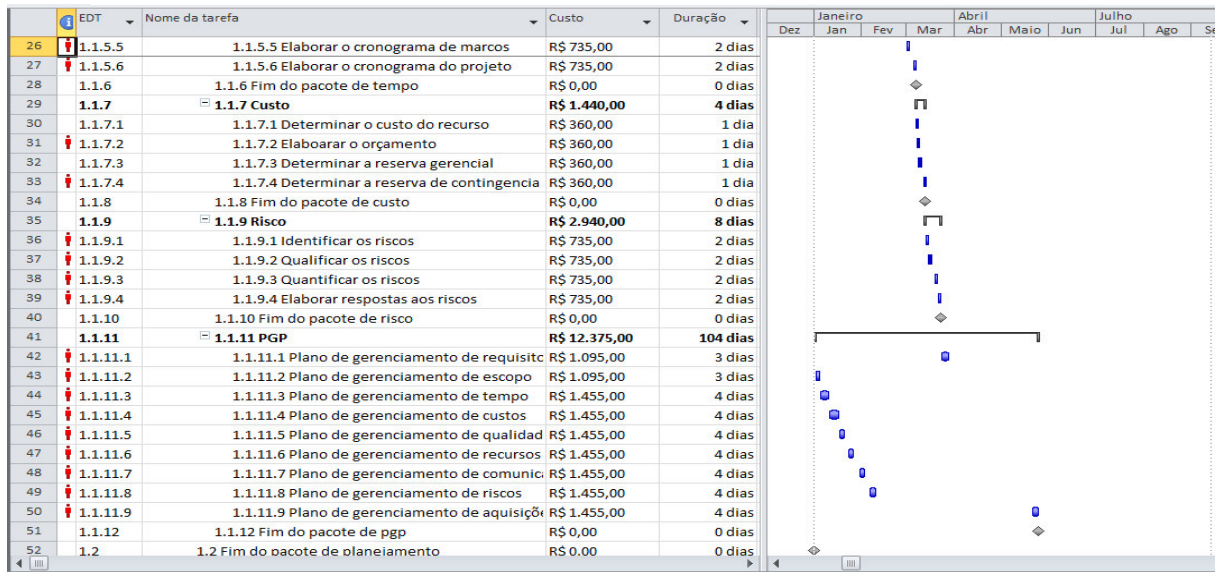 EDT Nome da tarefa Custo Duração Janeiro Abril Julho
Dez Jan Fev Mar Abr Maio Jun Jul Ago
26 1.1.5.5 1.1.5.5 Elaborar o cronograma de marcos R$ 735,00 2 dias
27 1.1.5.6 1.1.5.6 Elaborar o cronograma do projeto R$ 735,00 2 dias
28 1.1.6 1.1.6 Fim do pacote de tempo R$ 0,00 0 dias
29 1.1.7 1.1.7 Custo R$ 1.440,00 4 dias
30 1.1.7.1 1.1.7.1 Determinar o custo do recurso R$ 360,00 1 dia
31 1.1.7.2 1.1.7.2 Elaboarar o orçamento R$ 360,00 1 dia
32 1.1.7.3 1.1.7.3 Determinar a reserva gerencial R$ 360,00 1 dia
33 1.1.7.4 1.1.7.4 Determinar a reserva de contingencia R$ 360,00 1 dia
34 1.1.8 1.1.8 Fim do pacote de custo R$ 0,00 0 dias
35 1.1.9 1.1.9 Risco R$ 2.940,00 8 dias
36 1.1.9.1 1.1.9.1 Identificar os riscos R$ 735,00 2 dias
37 1.1.9.2 1.1.9.2 Qualificar os riscos R$ 735,00 2 dias
38 1.1.9.3 1.1.9.3 Quantificar os riscos R$ 735,00 2 dias
39 1.1.9.4 1.1.9.4 Elaborar respostas aos riscos R$ 735,00 2 dias
40 1.1.10 1.1.10 Fim do pacote de risco R$ 0,00 0 dias
41 1.1.11 1.1.11 PGP R$ 12.375,00 104 dias
42 1.1.11.1 1.1.11.1 Plano de gerenciamento de requisito R$ 1.095,00 3 dias
43 1.1.11.2 1.1.11.2 Plano de gerenciamento de escopo R$ 1.095,00 3 dias
44 1.1.11.3 1.1.11.3 Plano de gerenciamento de tempo R$ 1.455,00 4 dias
45 1.1.11.4 1.1.11.4 Plano de gerenciamento de custos R$ 1.455,00 4 dias
46 1.1.11.5 1.1.11.5 Plano de gerenciamento de qualidad R$ 1.455,00 4 dias
47 1.1.11.6 1.1.11.6 Plano de gerenciamento de recursos R$ 1.455,00 4 dias
48 1.1.11.7 1.1.11.7 Plano de gerenciamento de comunic R$ 1.455,00 4 dias
49 1.1.11.8 1.1.11.8 Plano de gerenciamento de riscos R$ 1.455,00 4 dias
50 1.1.11.9 1.1.11.9 Plano de gerenciamento de aquisiçõe R$ 1.455,00 4 dias
51 1.1.12 1.1.12 Fim do pacote de pgp R$ 0,00 0 dias
52 1.2 1.2 Fim do pacote de planejamento R$ 0,00 0 dias